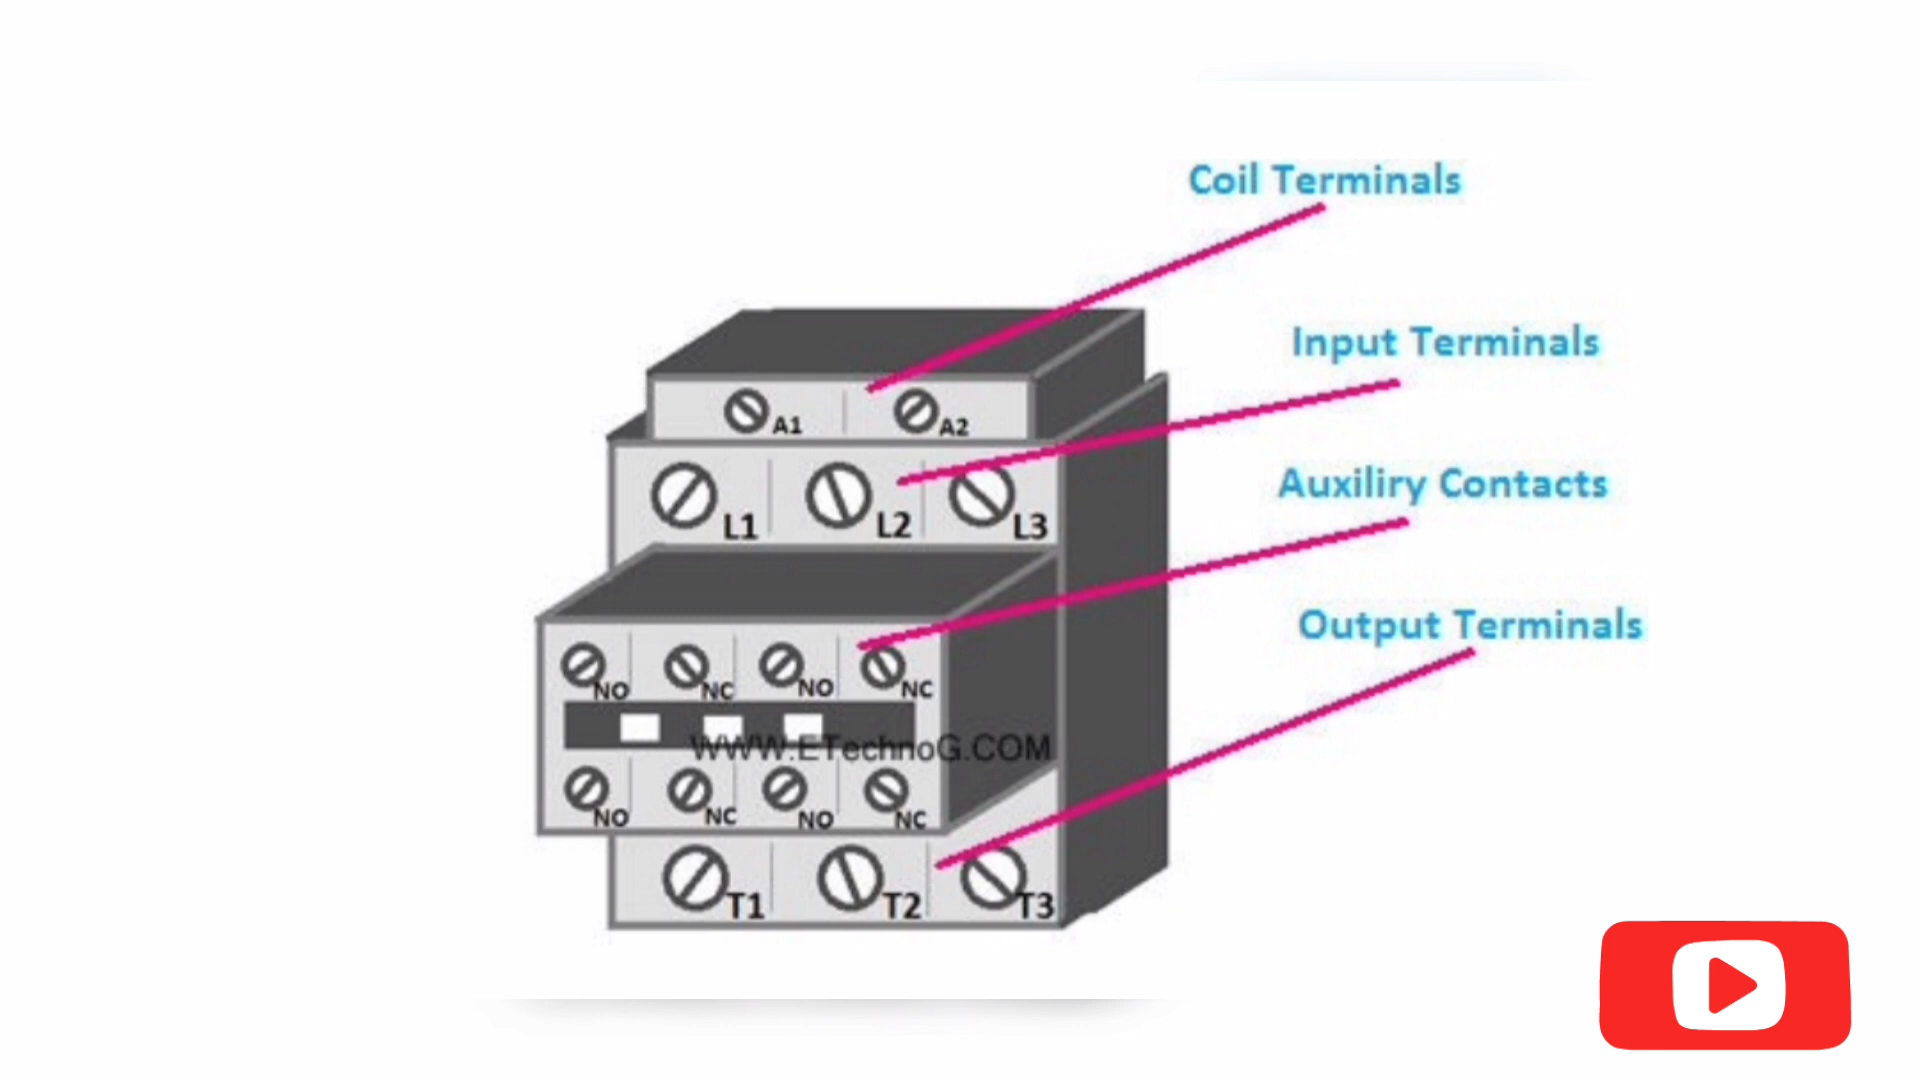 Coil Terminals
Input Terminals
Auxiliry Contacts
Output Terminals
A1 A2
L1 L2 L3
NO NC NO NC
WWW.ETechnoG.COM
NO NC NO NC
T1 T2 T3